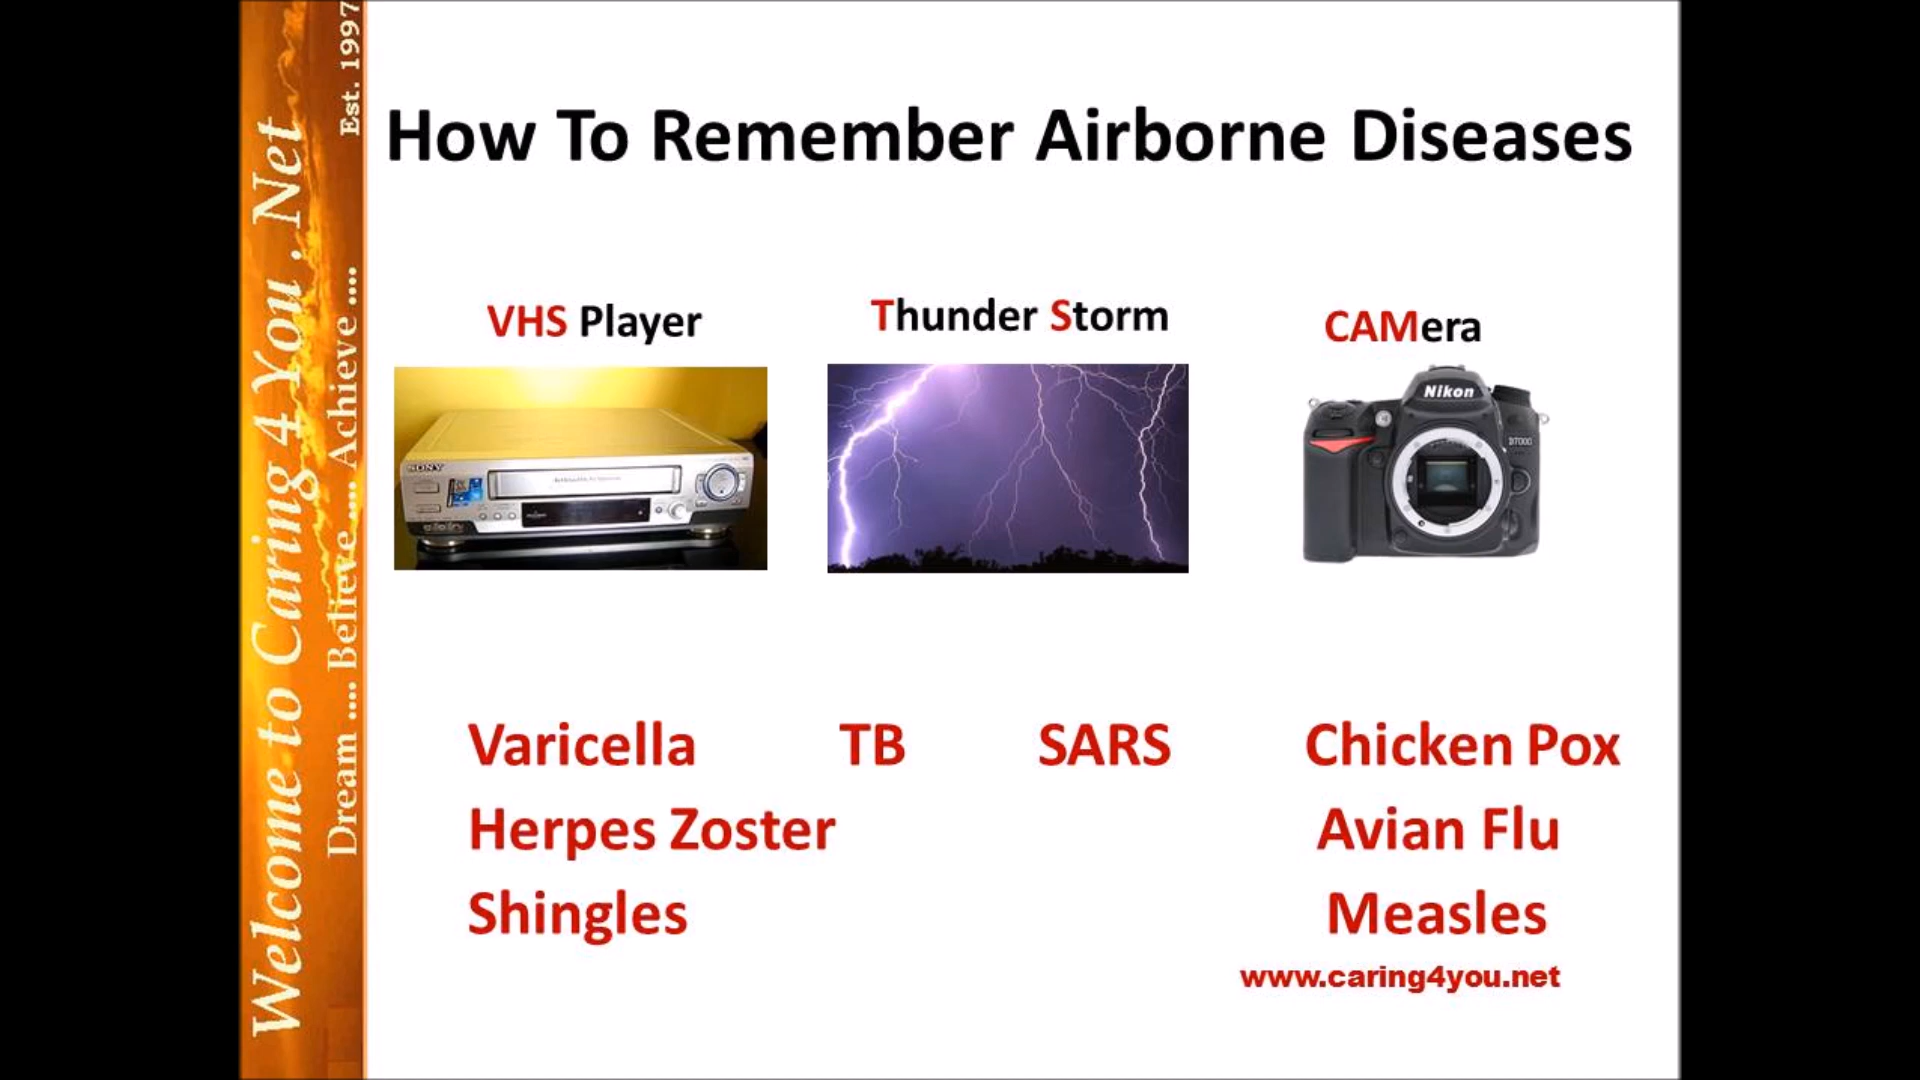 Welcome to Caring 4 You . Net
Dream .... Believe .... Achieve ....
Est. 1997
How To Remember Airborne Diseases
VHS Player
Thunder Storm
CAMera
SONY
Nikon
D7000
Varicella
TB
SARS
Chicken Pox
Herpes Zoster
Avian Flu
Shingles
Measles
www.caring4you.net